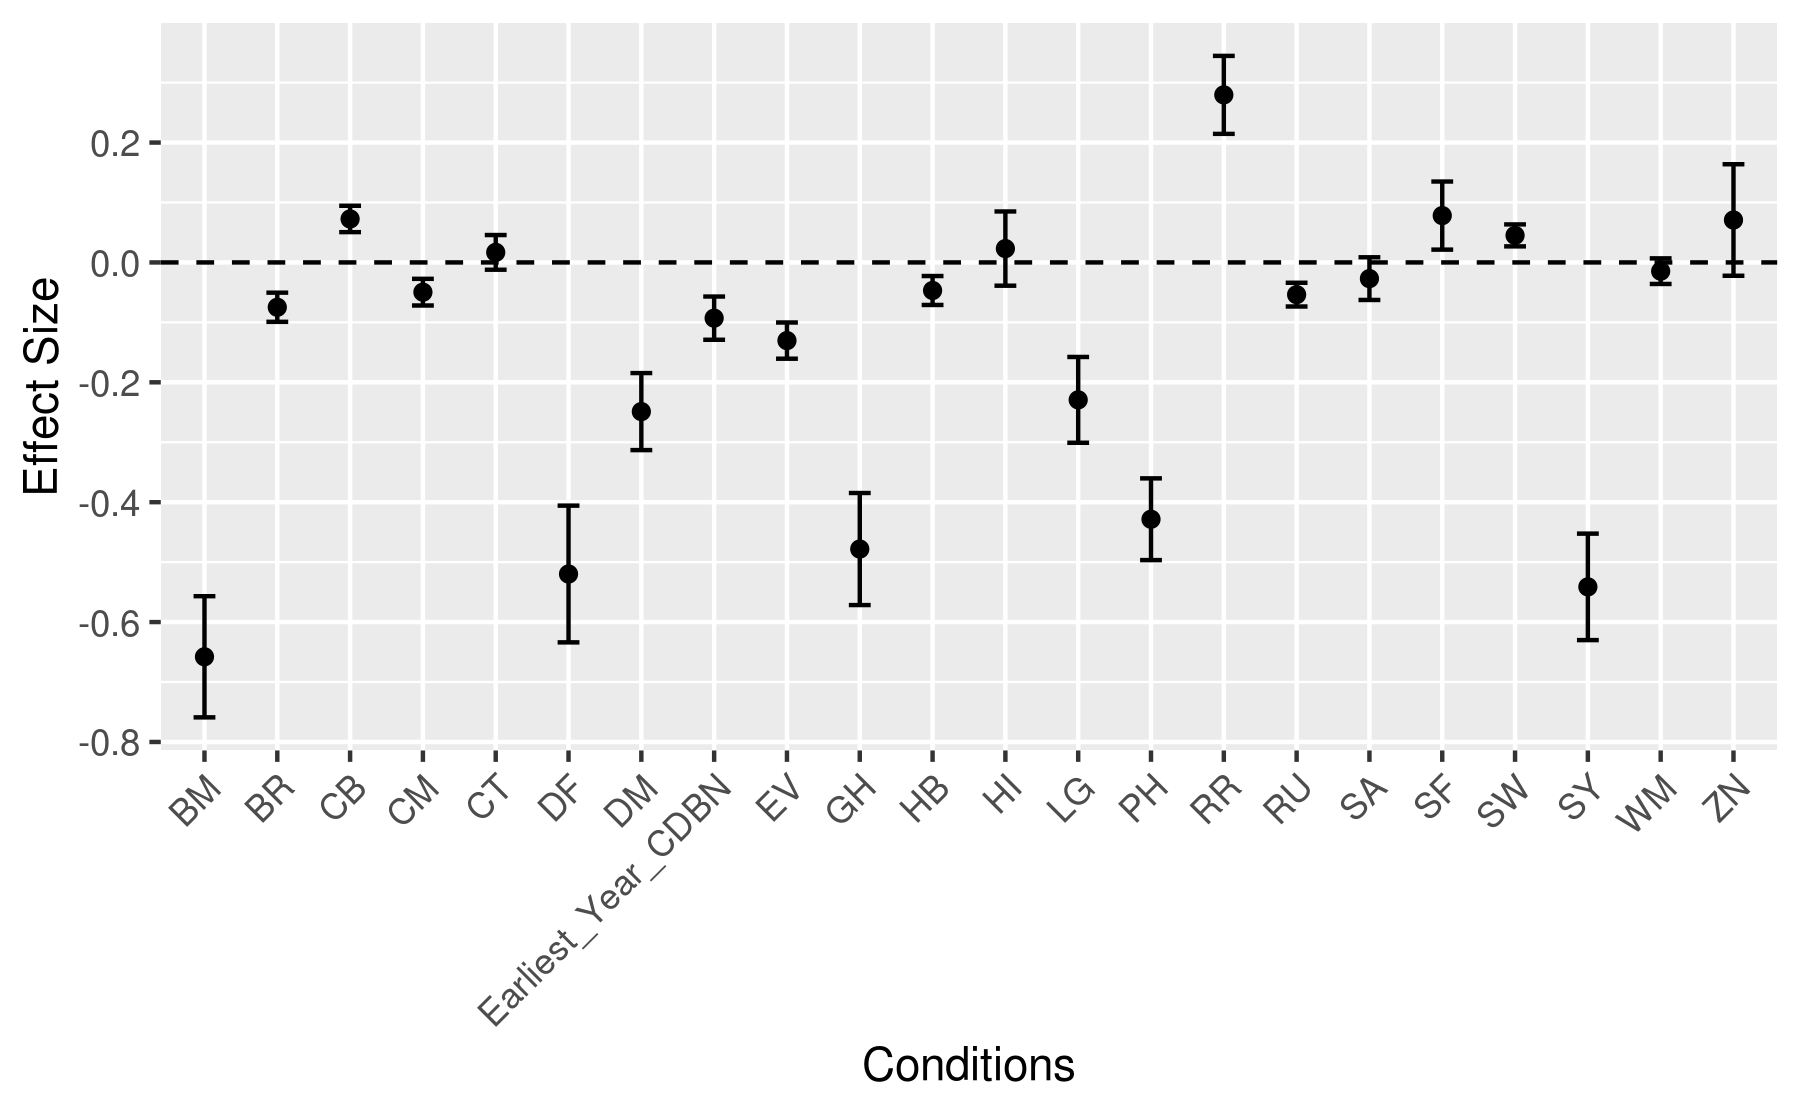 Effect Size
0.2
0.0
-0.2
-0.4
-0.6
-0.8
BM
BR
CB
CM
CT
DF
DM
Earliest_Year_CDBN
EV
GH
HB
HI
LG
PH
RR
RU
SA
SF
SW
SY
WM
ZN
Conditions